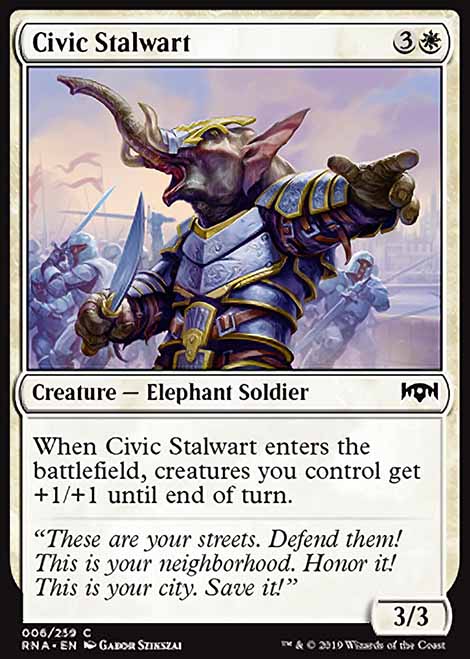 Civic Stalwart 3
Creature — Elephant Soldier
When Civic Stalwart enters the
battlefield, creatures you control get
+1/+1 until end of turn.
“These are your streets. Defend them!
This is your neighborhood. Honor it!
This is your city. Save it!”
3/3
006/259 C
RNA • EN Gabor Szikszai
™ & © 2019 Wizards of the Coast